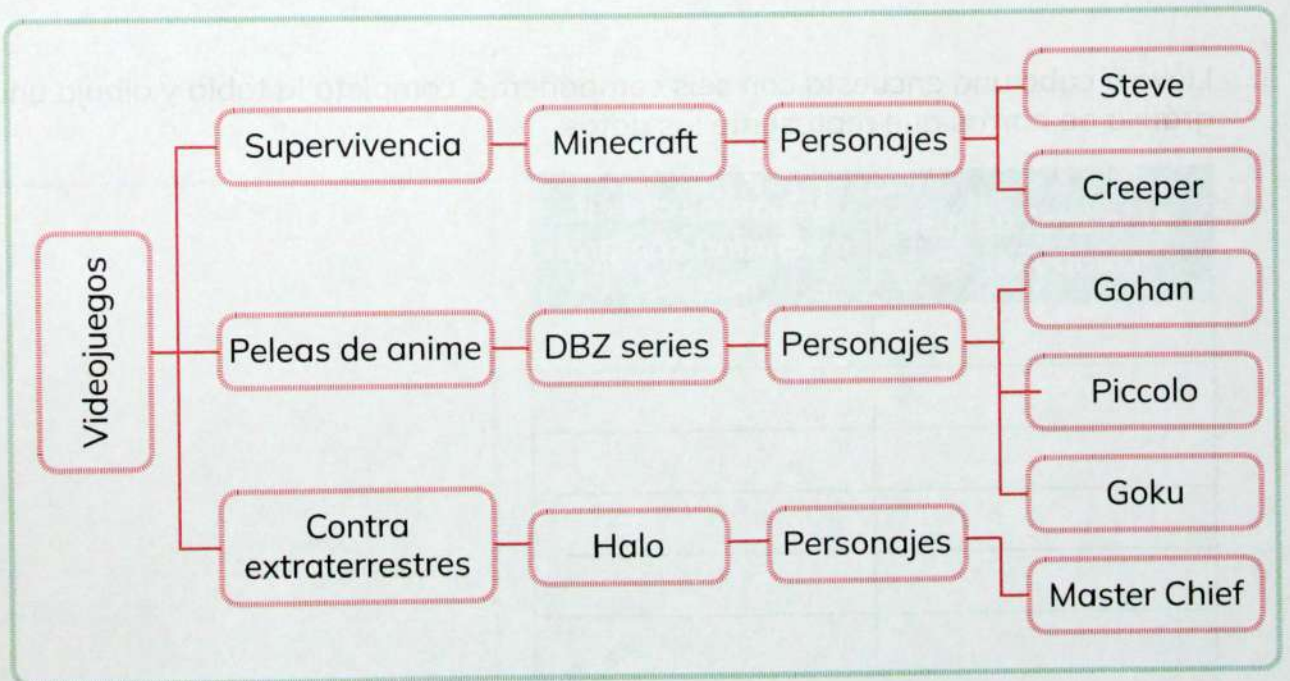 Videojuegos
Supervivencia
Minecraft
Personajes
Steve
Creeper
Peleas de anime
DBZ series
Personajes
Gohan
Piccolo
Goku
Contra
extraterrestres
Halo
Personajes
Master Chief